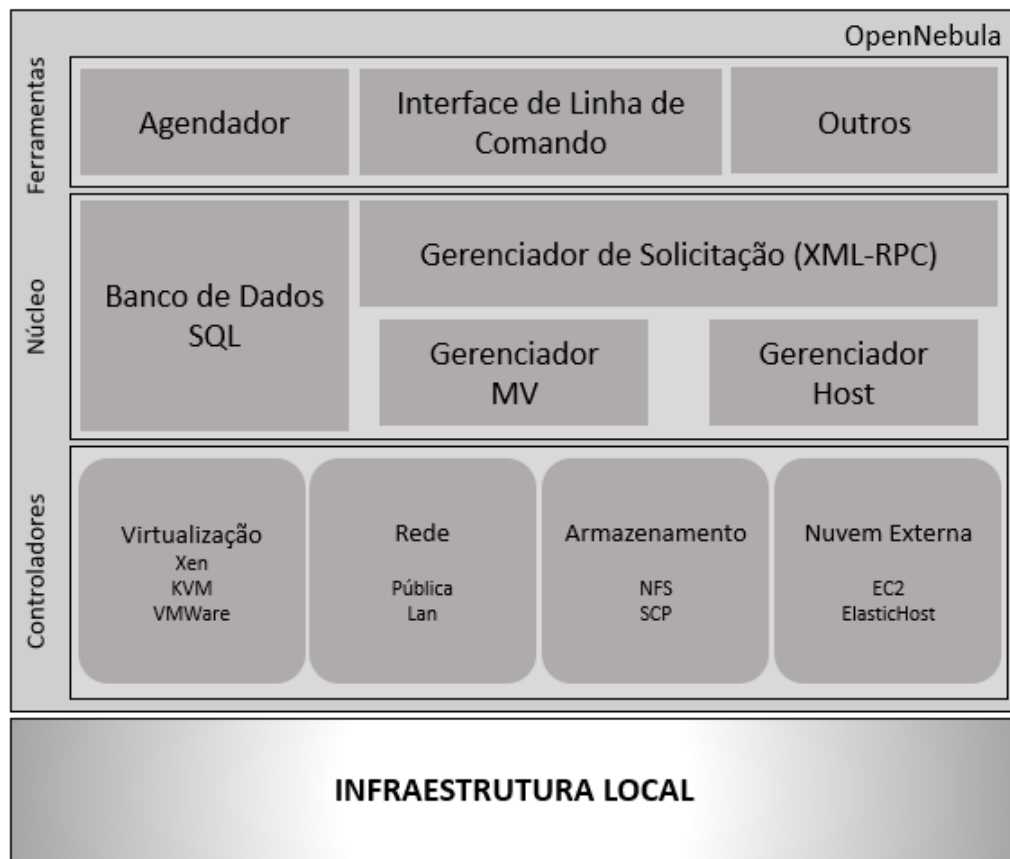 OpenNebula
Ferramentas
Agendador
Interface de Linha de
Comando
Outros
Núcleo
Banco de Dados
SQL
Gerenciador de Solicitação (XML-RPC)
Gerenciador
MV
Gerenciador
Host
Controladores
Virtualização
Xen
KVM
VMWare
Rede
Pública
Lan
Armazenamento
NFS
SCP
Nuvem Externa
EC2
ElasticHost
INFRAESTRUTURA LOCAL